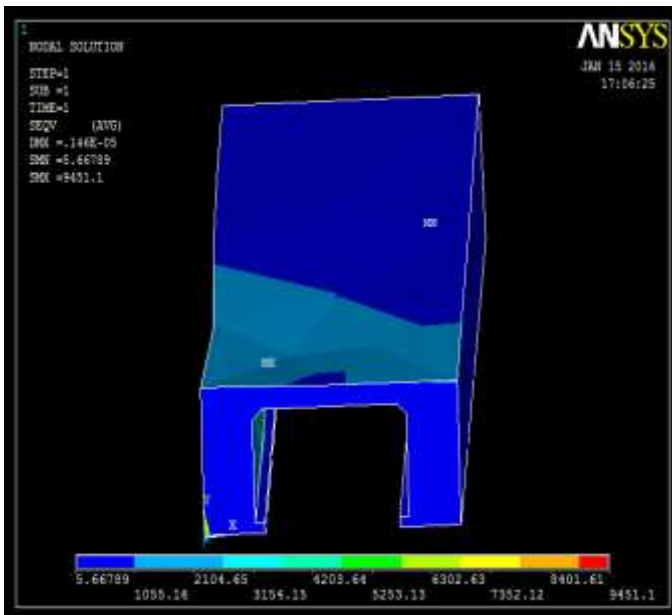 1
NODAL SOLUTION
STEP=1
SUB =1
TIME=1
SEQV (AVG)
DMX =.146E-05
SMN =5.66789
SMX =9451.1
ANSYS
JAN 15 2016
17:06:25
MN
MX
Y
X
5.66789
2104.65
4203.64
6302.63
8401.61
1055.16
3154.15
5253.13
7352.12
9451.1